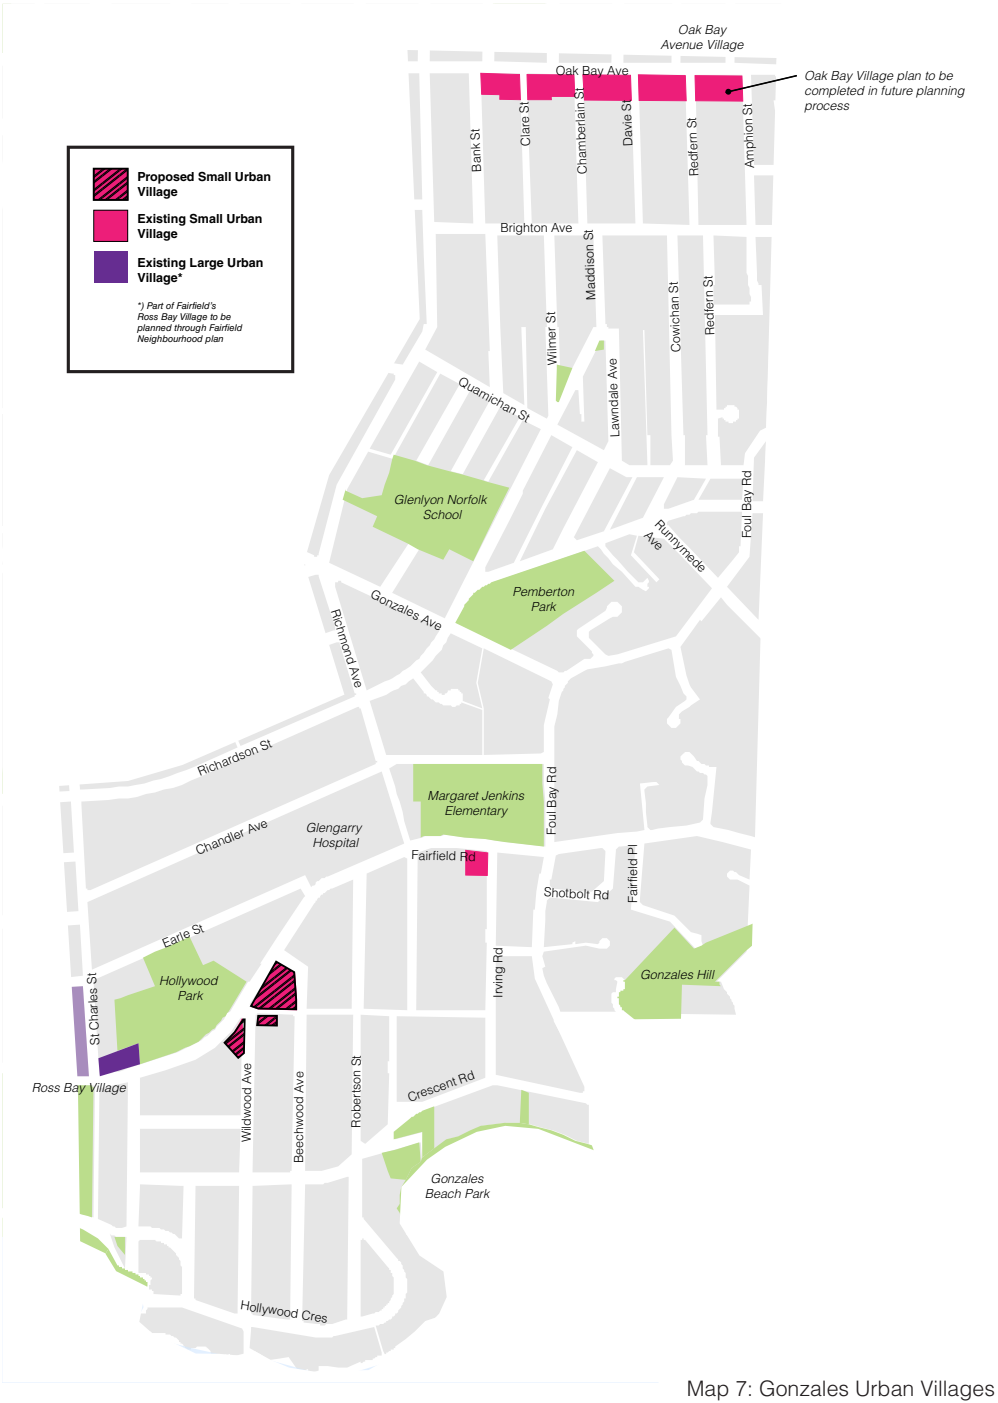 Oak Bay
Avenue Village
Oak Bay Ave
Oak Bay Village plan to be
completed in future planning
process
Bank St
Clare St
Chamberlain St
Davie St
Redfern St
Amphion St
Proposed Small Urban
Village
Existing Small Urban
Village
Existing Large Urban
Village*
*) Part of Fairfield's
Ross Bay Village to be
planned through Fairfield
Neighbourhood plan
Brighton Ave
Maddison St
Wilmer St
Cowichan St
Redfern St
Lawndale Ave
Quamichan St
Glenlyon Norfolk
School
Foul Bay Rd
Runnymede
Ave
Pemberton
Park
Gonzales Ave
Richmond Ave
Richardson St
Margaret Jenkins
Elementary
Foul Bay Rd
Chandler Ave
Glengarry
Hospital
Fairfield Rd
Fairfield Pl
Shotbolt Rd
Earle St
Hollywood
Park
Irving Rd
Gonzales Hill
St Charles St
Ross Bay Village
Wildwood Ave
Beechwood Ave
Robertson St
Crescent Rd
Gonzales
Beach Park
Hollywood Cres
Map 7: Gonzales Urban Villages